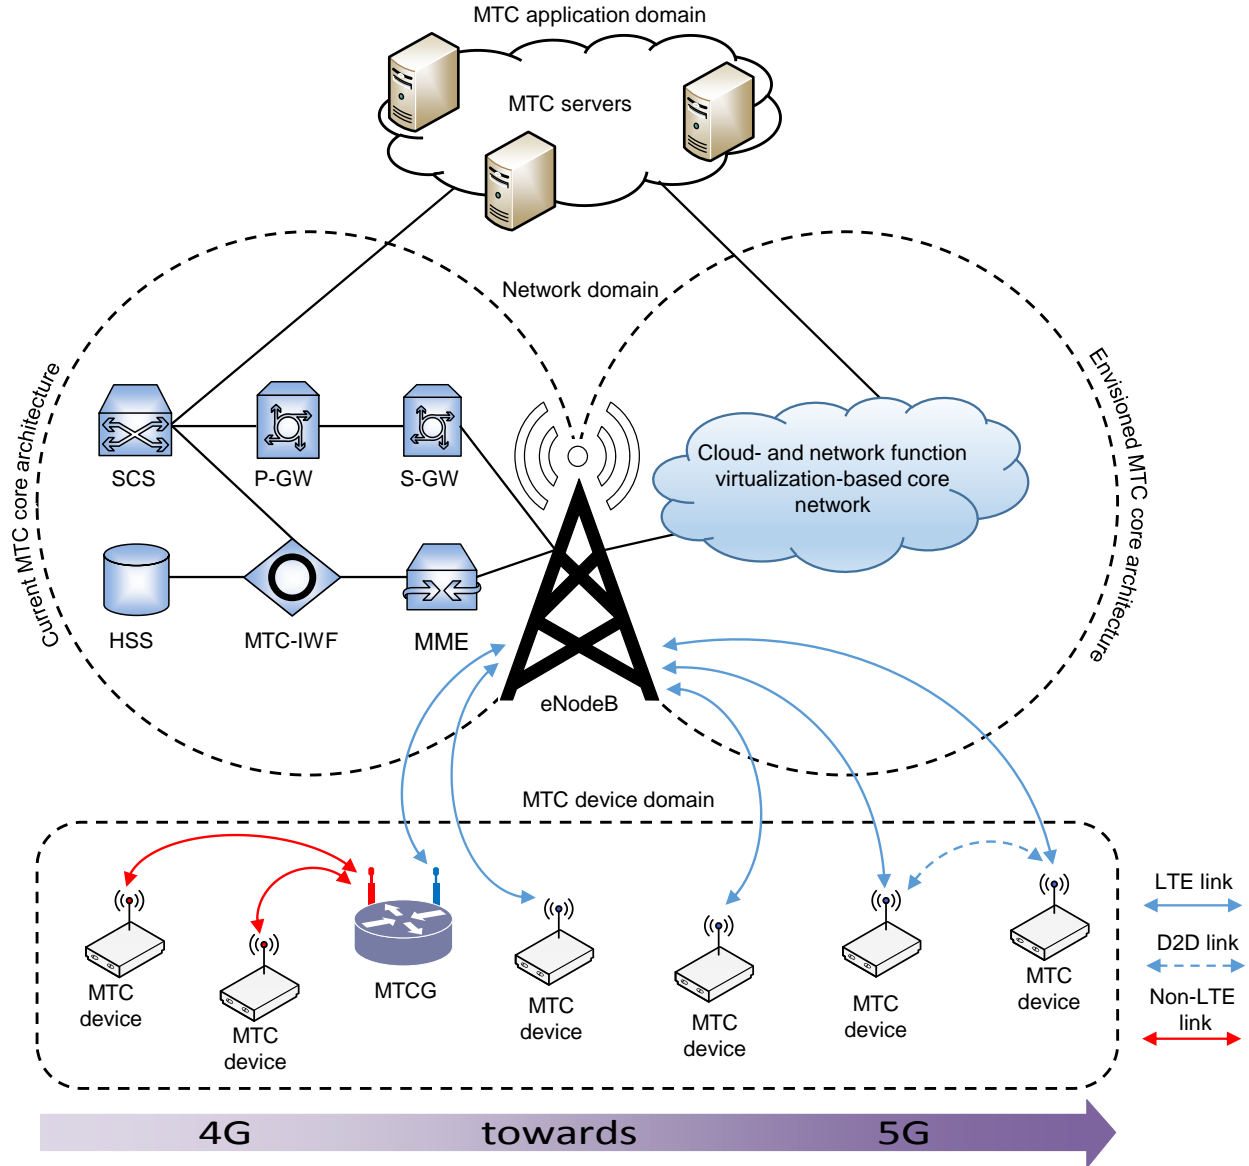 MTC application domain
MTC servers
Network domain
Current MTC core architecture
Envisioned MTC core architecture
SCS
P-GW
S-GW
Cloud- and network function
virtualization-based core
network
HSS
MTC-IWF
MME
eNodeB
MTC device domain
MTC
device
MTC
device
MTCG
MTC
device
MTC
device
MTC
device
MTC
device
LTE link
D2D link
Non-LTE
link
4G towards 5G